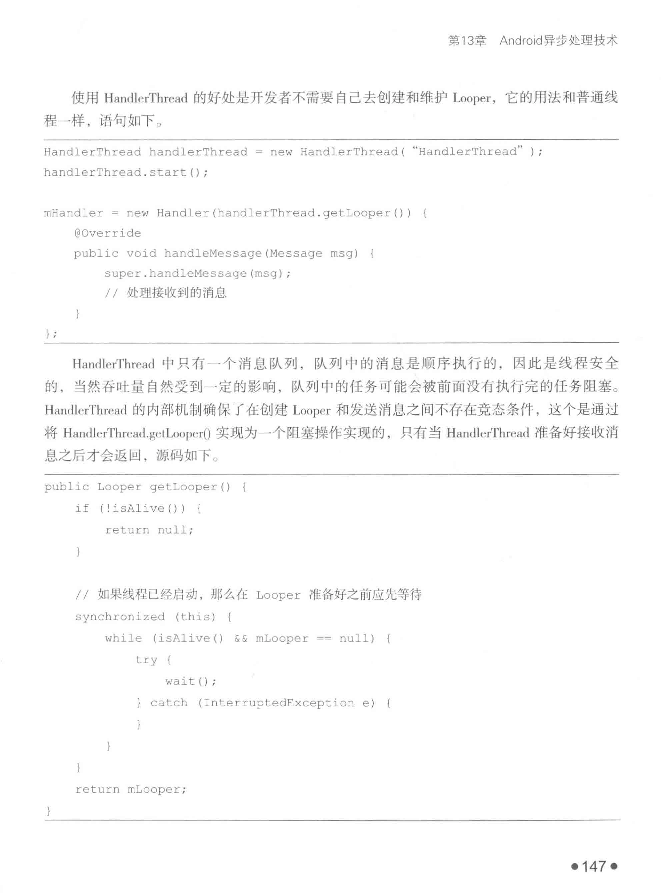 第13章 Android异步处理技术
使用 HandlerThread 的好处是开发者不需要自己去创建和维护 Looper，它的用法和普通线
程一样，语句如下。
HandlerThread handlerThread = new HandlerThread( “HandlerThread” );
handlerThread.start();
mHandler = new Handler(handlerThread.getLooper()) {
@Override
public void handleMessage(Message msg) {
super.handleMessage(msg);
// 处理接收到的消息
}
};
HandlerThread 中只有一个消息队列，队列中的消息是顺序执行的，因此是线程安全
的，当然吞吐量自然受到一定的影响，队列中的任务可能会被前面没有执行完的任务阻塞。
HandlerThread 的内部机制确保了在创建 Looper 和发送消息之间不存在竞态条件，这个是通过
将 HandlerThread.getLooper() 实现为一个阻塞操作实现的，只有当 HandlerThread 准备好接收消
息之后才会返回，源码如下。
public Looper getLooper() {
if (!isAlive()) {
return null;
}
// 如果线程已经启动，那么在 Looper 准备好之前应先等待
synchronized (this) {
while (isAlive() && mLooper == null) {
try {
wait();
} catch (InterruptedException e) {
}
}
}
return mLooper;
}
●147●